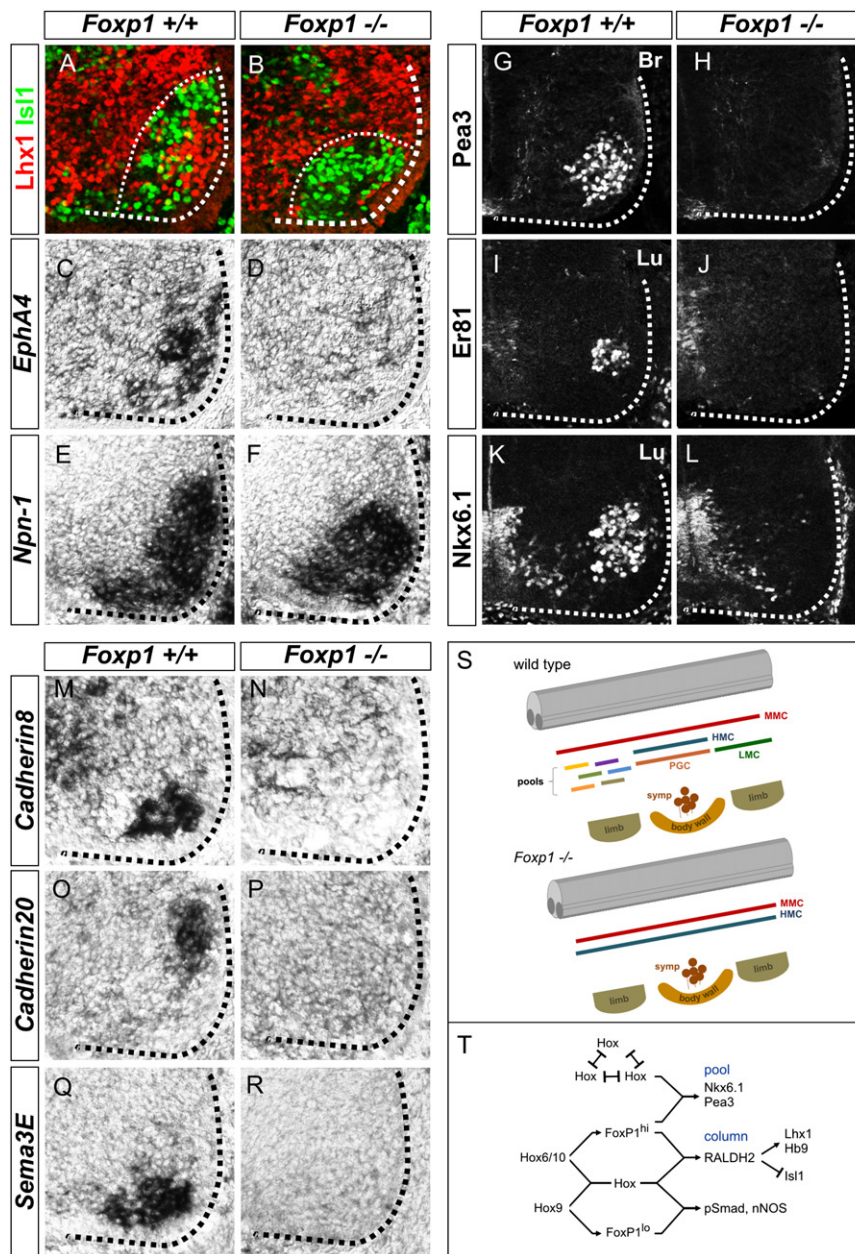 Foxp1 +/+
Foxp1 -/-
Foxp1 +/+
Foxp1 -/-
Lhx1 Isl1
A
B
EphA4
C
D
Npn-1
E
F
Pea3
G
Br
H
Er81
I
Lu
J
Nkx6.1
K
Lu
L
Foxp1 +/+
Foxp1 -/-
Cadherin8
M
N
Cadherin20
O
P
Sema3E
Q
R
S
wild type
MMC
HMC
PGC
LMC
pools
symp
limb
body wall
limb
Foxp1 -/-
MMC
HMC
symp
limb
body wall
limb
T
Hox
Hox
Hox
pool
Nkx6.1
Pea3
FoxP1hi
column
RALDH2
Lhx1
Hb9
Isl1
Hox6/10
Hox
Hox9
pSmad, nNOS
FoxP1lo